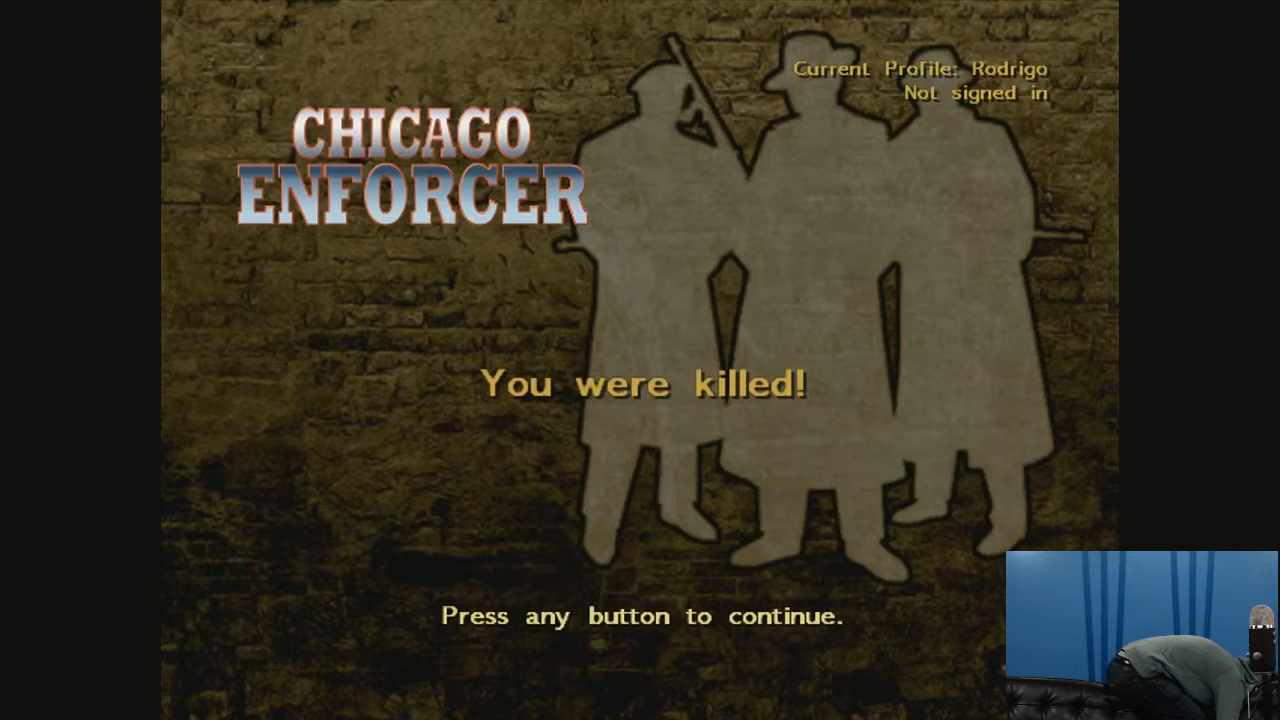 CHICAGO
ENFORCER
Current Profile: Rodrigo
Not signed in
You were killed!
Press any button to continue.